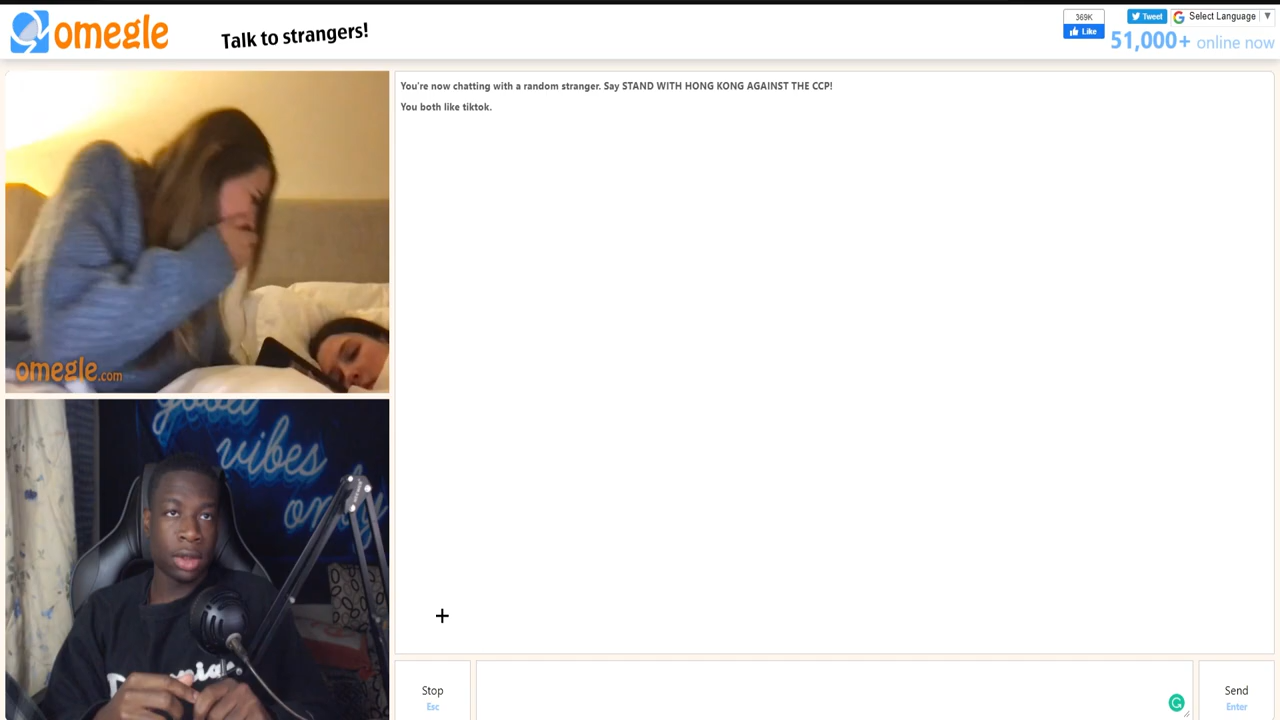 omegle
Talk to strangers!
369K
Like
Tweet
Select Language
51,000+ online now
You're now chatting with a random stranger. Say STAND WITH HONG KONG AGAINST THE CCP!
You both like tiktok.
omegle.com
good
vibes
only
Stop
Esc
Send
Enter